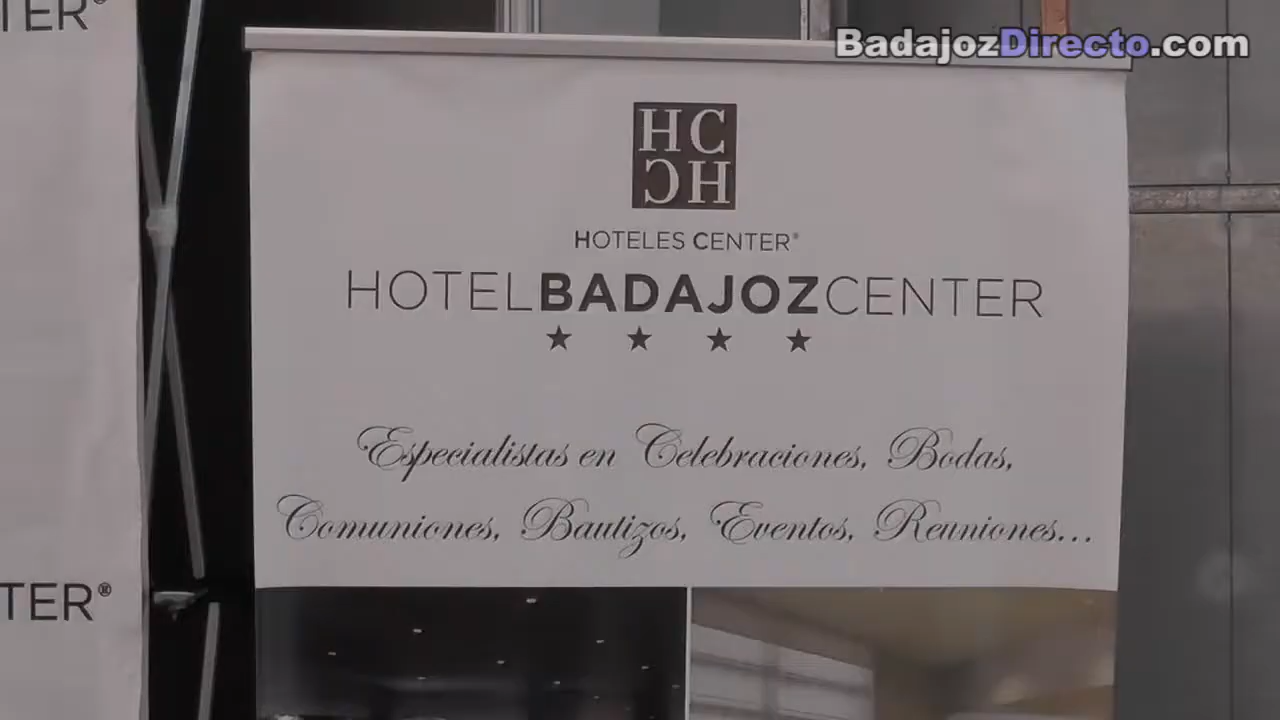 TER®
BadajozDirecto.com
HC
HC
HOTELES CENTER®
HOTELBADAJOZCENTER
Especialistas en Celebraciones, Bodas,
Comuniones, Bautizos, Eventos, Reuniones...
TER®